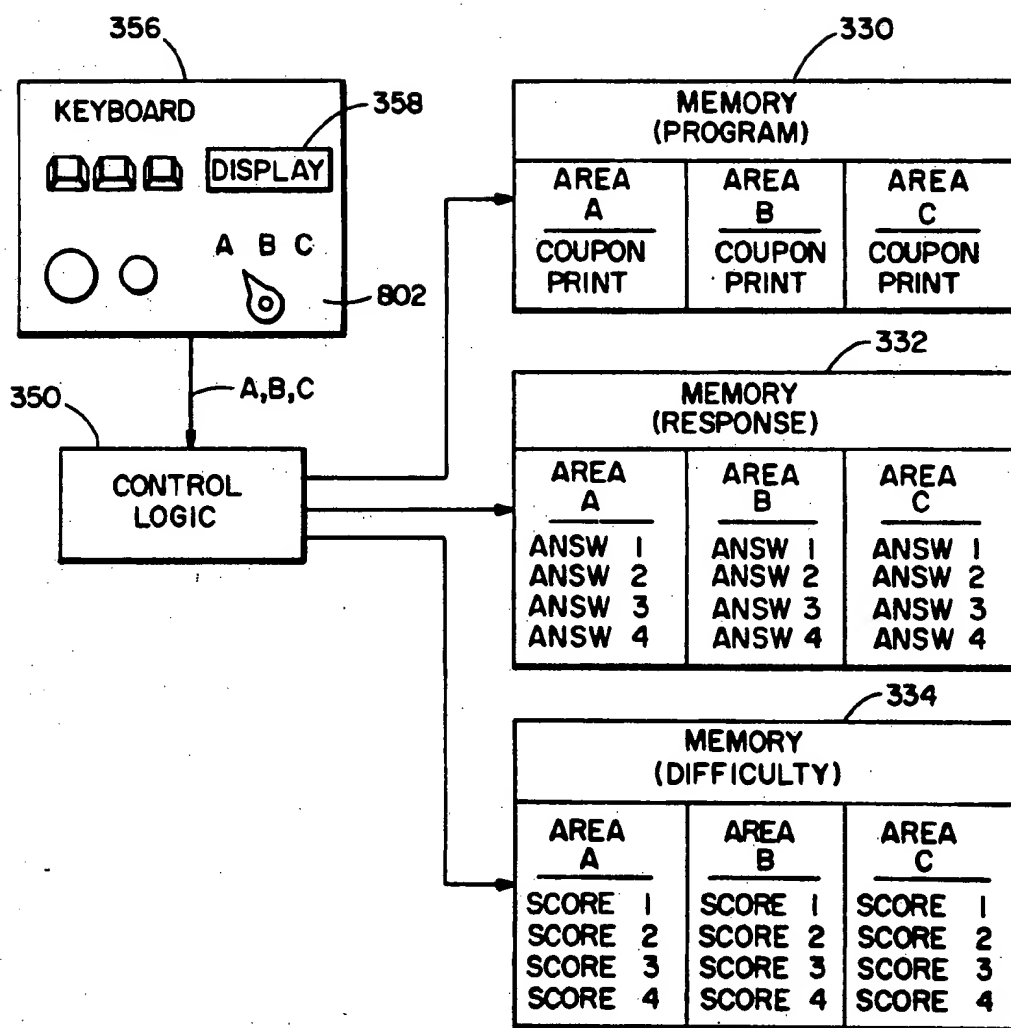 356
KEYBOARD
358
DISPLAY
A B C
802
A,B,C
350
CONTROL
LOGIC
330
MEMORY
(PROGRAM)
AREA A
COUPON PRINT
AREA B
COUPON PRINT
AREA C
COUPON PRINT
332
MEMORY
(RESPONSE)
AREA A
ANSW 1
ANSW 2
ANSW 3
ANSW 4
AREA B
ANSW 1
ANSW 2
ANSW 3
ANSW 4
AREA C
ANSW 1
ANSW 2
ANSW 3
ANSW 4
334
MEMORY
(DIFFICULTY)
AREA A
SCORE 1
SCORE 2
SCORE 3
SCORE 4
AREA B
SCORE 1
SCORE 2
SCORE 3
SCORE 4
AREA C
SCORE 1
SCORE 2
SCORE 3
SCORE 4